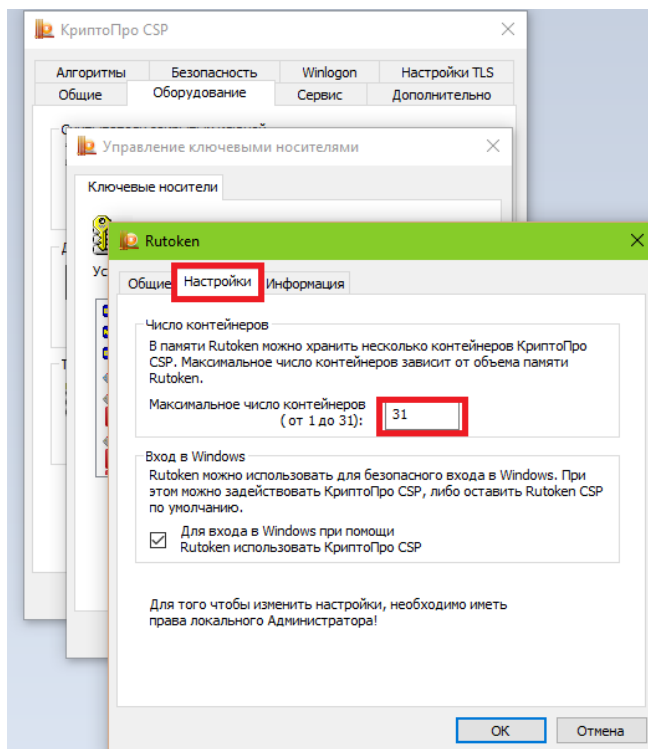 КриптоПро CSP
Алгоритмы Безопасность Winlogon Настройки TLS
Общие Оборудование Сервис Дополнительно
Управление ключевыми носителями
Ключевые носители
Rutoken
Общие Настройки Информация
Число контейнеров
В памяти Rutoken можно хранить несколько контейнеров КриптоПро
CSP. Максимальное число контейнеров зависит от объема памяти
Rutoken.
Максимальное число контейнеров
( от 1 до 31): 31
Вход в Windows
Rutoken можно использовать для безопасного входа в Windows. При
этом можно задействовать КриптоПро CSP, либо оставить Rutoken CSP
по умолчанию.
Для входа в Windows при помощи
Rutoken использовать КриптоПро CSP
Для того чтобы изменить настройки, необходимо иметь
права локального Администратора!
ОК Отмена